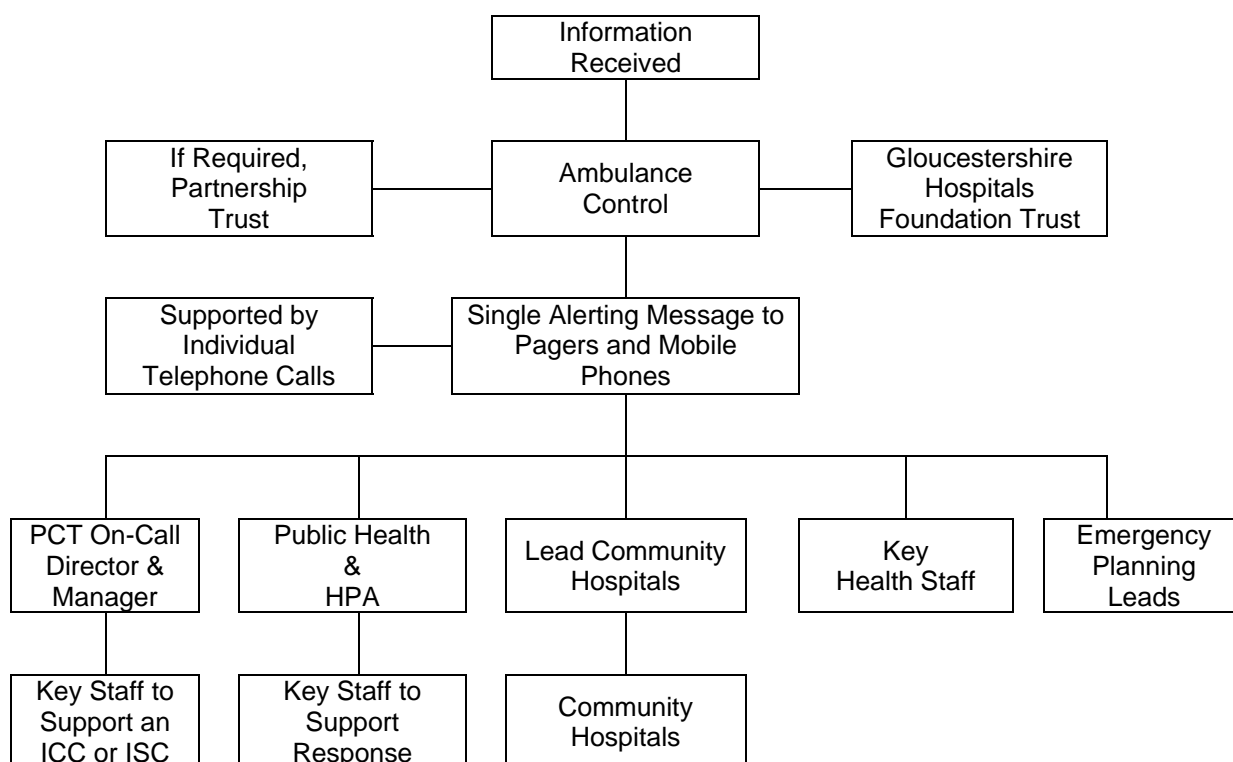 Information
Received
If Required,
Partnership
Trust
Ambulance
Control
Gloucestershire
Hospitals
Foundation Trust
Supported by
Individual
Telephone Calls
Single Alerting Message to
Pagers and Mobile
Phones
PCT On-Call
Director &
Manager
Public Health
&
HPA
Lead Community
Hospitals
Key
Health Staff
Emergency
Planning
Leads
Key Staff to
Support an
ICC or ISC
Key Staff to
Support
Response
Community
Hospitals